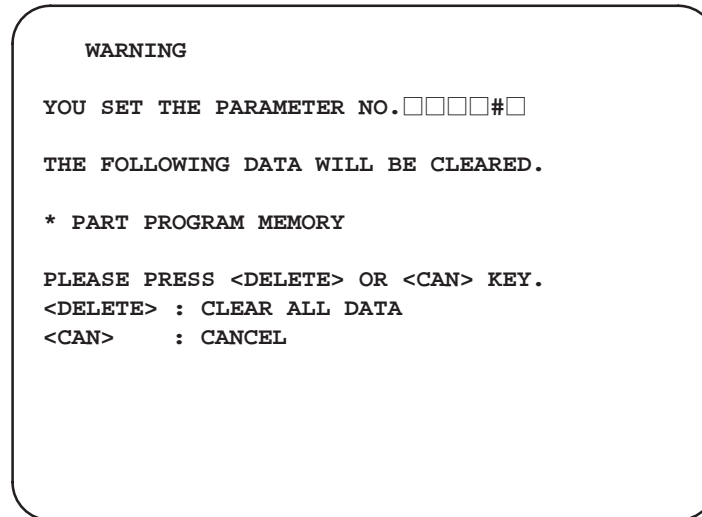 WARNING
YOU SET THE PARAMETER NO.□□□□#□
THE FOLLOWING DATA WILL BE CLEARED.
* PART PROGRAM MEMORY
PLEASE PRESS <DELETE> OR <CAN> KEY.
<DELETE> : CLEAR ALL DATA
<CAN> : CANCEL